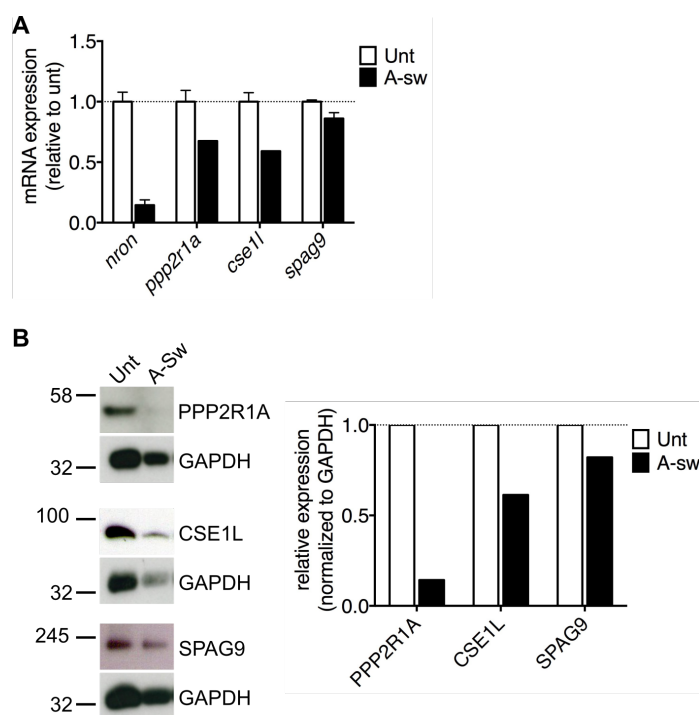 A
mRNA expression
(relative to unt)
1.5
1.0
0.5
0.0
nron
ppp2r1a
cse1l
spag9
Unt
A-sw
B
Unt
A-Sw
58
PPP2R1A
32
GAPDH
100
CSE1L
32
GAPDH
245
SPAG9
32
GAPDH
relative expression
(normalized to GAPDH)
1.0
0.5
0.0
PPP2R1A
CSE1L
SPAG9
Unt
A-sw